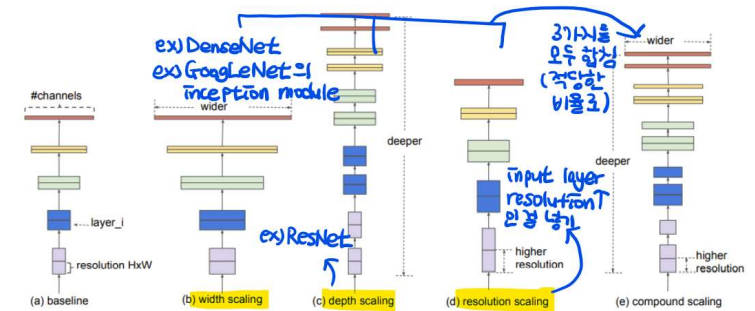 ex) DenseNet
ex) GoogLeNet의
inception module
3가지를
모두 합침
(적당한
비율로)
#channels
wider
wider
deeper
deeper
layer_i
resolution HxW
ex) ResNet
input layer
resolution↑
인걸 넣기
higher
resolution
higher
resolution
(a) baseline
(b) width scaling
(c) depth scaling
(d) resolution scaling
(e) compound scaling